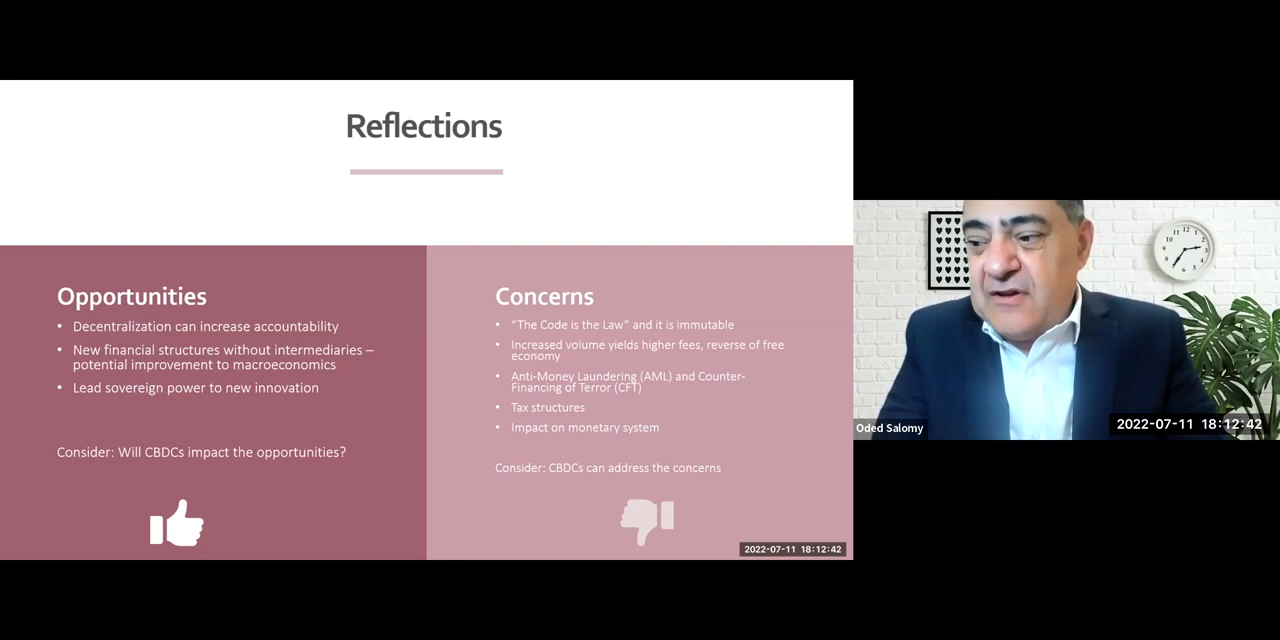 Reflections
Opportunities
• Decentralization can increase accountability
• New financial structures without intermediaries –
potential improvement to macroeconomics
• Lead sovereign power to new innovation
Consider: Will CBDCs impact the opportunities?
Concerns
• “The Code is the Law” and it is immutable
• Increased volume yields higher fees, reverse of free
economy
• Anti-Money Laundering (AML) and Counter-
Financing of Terror (CFT)
• Tax structures
• Impact on monetary system
Consider: CBDCs can address the concerns
2022-07-11 18:12:42
Oded Salomy
2022-07-11 18:12:42